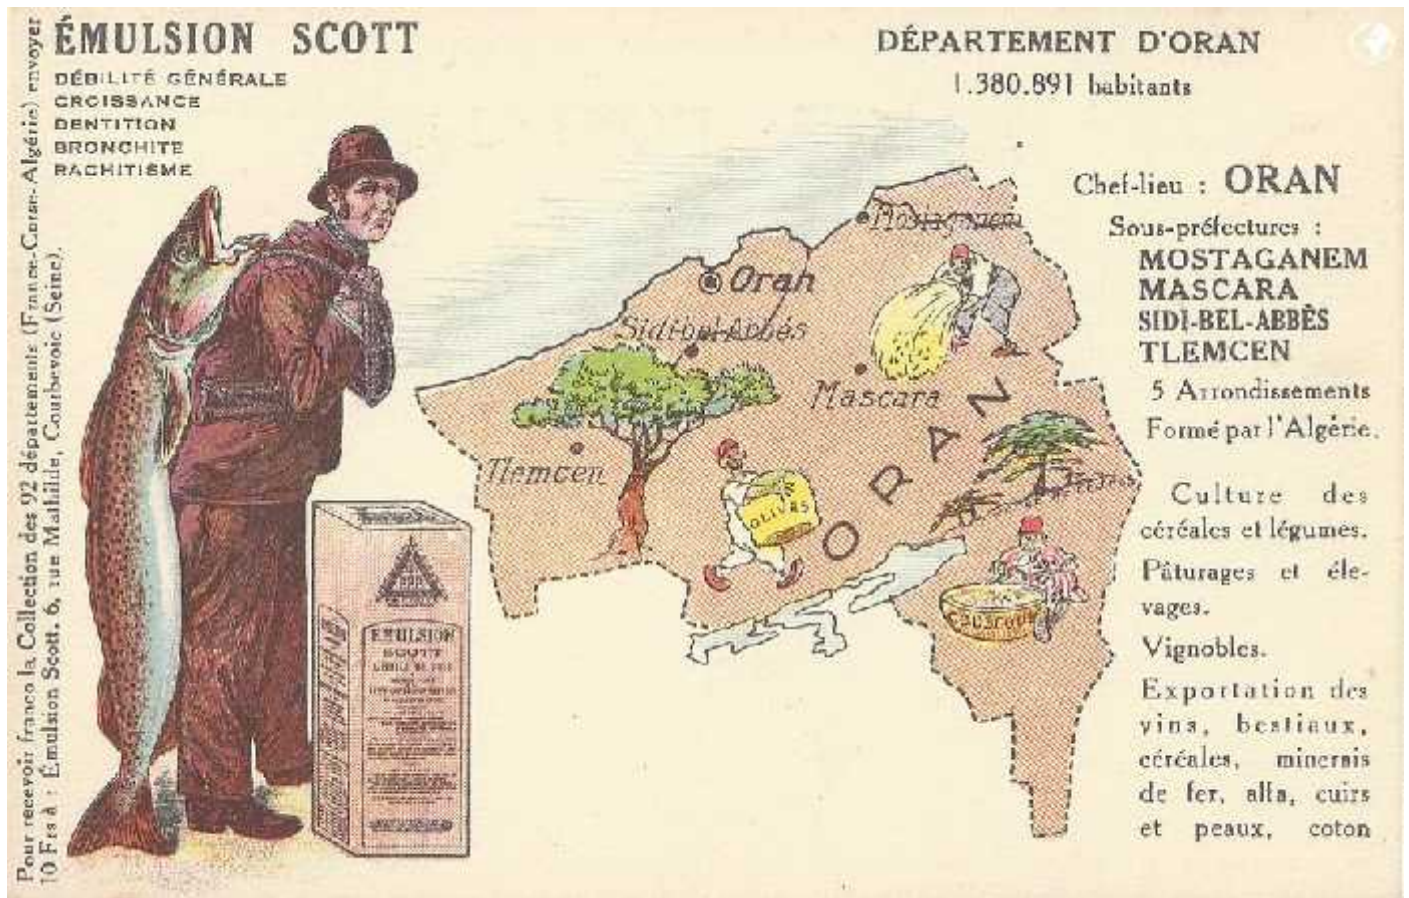 ÉMULSION SCOTT
DÉBILITÉ GÉNÉRALE
CROISSANCE
DENTITION
BRONCHITE
RACHITISME
Pour recevoir franco la Collection des 92 départements (France-Corse-Algérie) envoyer
10 Frs à : Émulsion Scott, 6, rue Mathilde, Courbevoie (Seine).
DÉPARTEMENT D'ORAN
1.380.891 habitants
Chef-lieu : ORAN
Sous-préfectures :
MOSTAGANEM
MASCARA
SIDI-BEL-ABBÈS
TLEMCEN
5 Arrondissements
Formé par l'Algérie.
Culture des
céréales et légumes.
Pâturages et éle-
vages.
Vignobles.
Exportation des
vins, bestiaux,
céréales, minerais
de fer, alfa, cuirs
et peaux, coton
Mostaganem
Oran
Sidi-bel-Abbés
Mascara
Tlemcen
ORAN
OLIVES
COUSCOUS
EMULSION
SCOTT